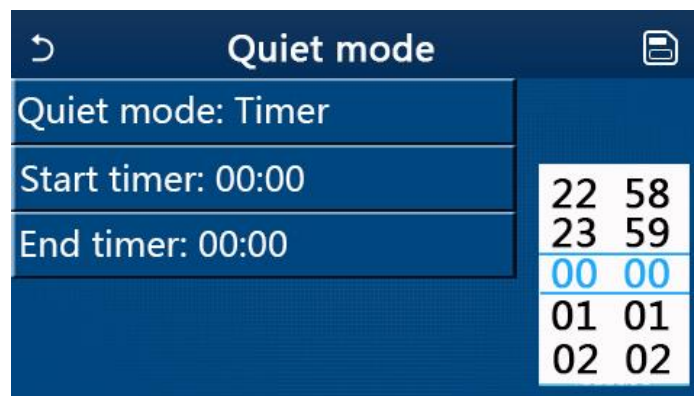 Quiet mode
Quiet mode: Timer
Start timer: 00:00
End timer: 00:00
22 58
23 59
00 00
01 01
02 02